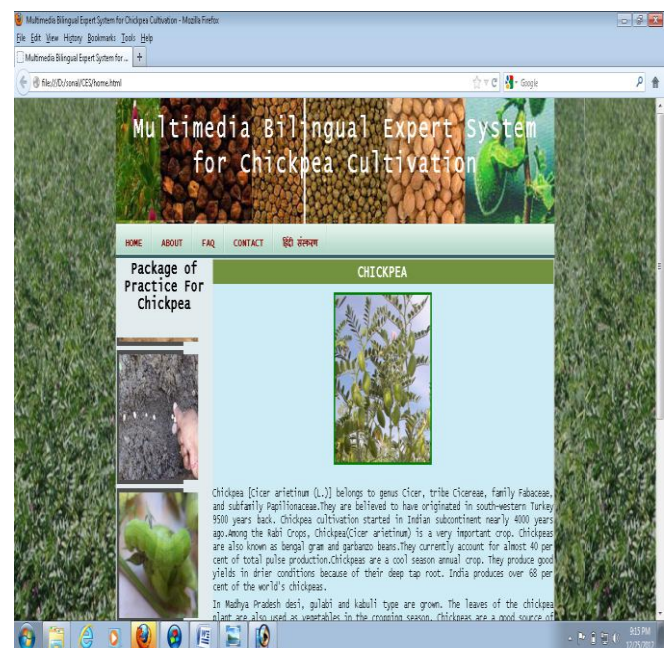 Multimedia Bilingual Expert System for Chickpea Cultivation - Mozilla Firefox
File Edit View History Bookmarks Tools Help
Multimedia Bilingual Expert System for ... +
file:///D:/sonal/CES/home.html
Google
Multimedia Bilingual Expert System
for Chickpea Cultivation
HOME ABOUT FAQ CONTACT हिंदी संस्करण
Package of
Practice For
Chickpea
CHICKPEA
Chickpea [Cicer arietinum (L.)] belongs to genus Cicer, tribe Cicereae, family Fabaceae,
and subfamily Papilionaceae.They are believed to have originated in south-western Turkey
9500 years back. Chickpea cultivation started in Indian subcontinent nearly 4000 years
ago.Among the Rabi Crops, Chickpea(Cicer arietinum) is a very important crop. Chickpeas
are also known as bengal gram and garbanzo beans.They currently account for almost 40 per
cent of total pulse production.Chickpeas are a cool season annual crop. They produce good
yields in drier conditions because of their deep tap root. India produces over 68 per
cent of the world's chickpeas.
In Madhya Pradesh desi, gulabi and kabuli type are grown. The leaves of the chickpea
plant are also used as vegetables in the cropping season. Chickpeas are a good source of
9:15 PM
12/25/2012